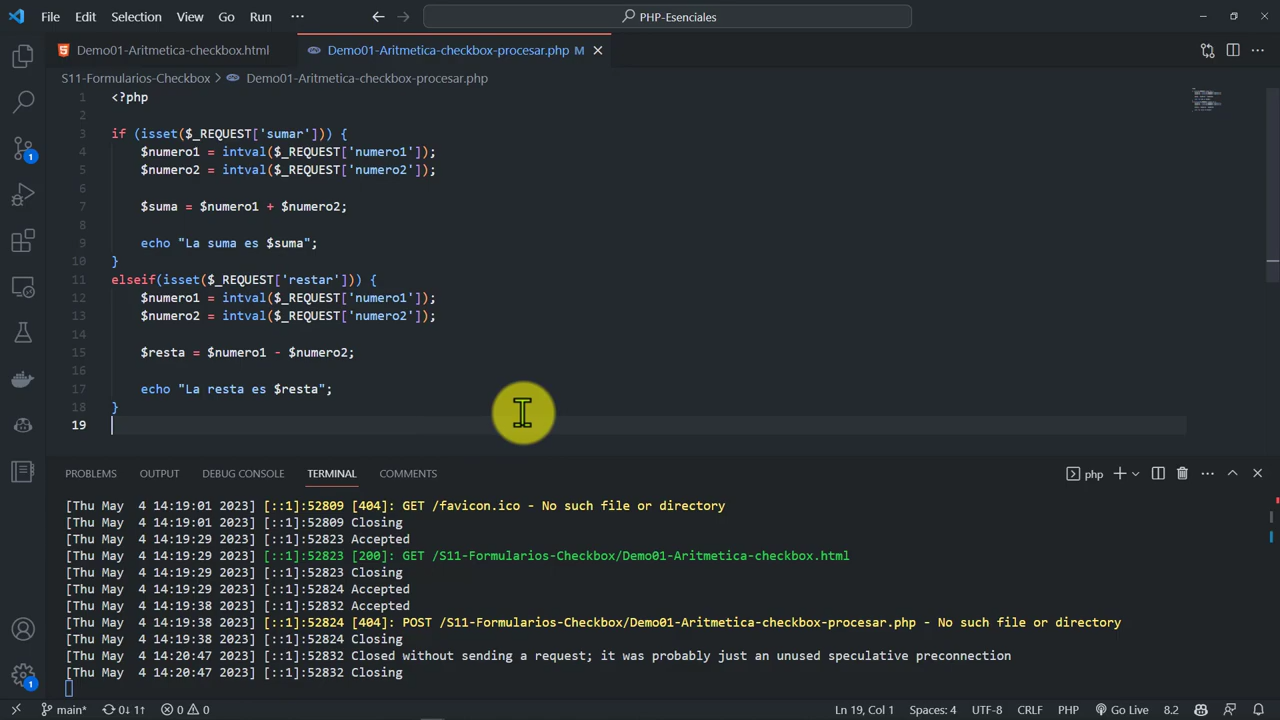 File Edit Selection View Go Run ··· PHP-Esenciales
Demo01-Aritmetica-checkbox.html Demo01-Aritmetica-checkbox-procesar.php M
S11-Formularios-Checkbox > Demo01-Aritmetica-checkbox-procesar.php
1 <?php
2
3 if (isset($_REQUEST['sumar'])) {
4 $numero1 = intval($_REQUEST['numero1']);
5 $numero2 = intval($_REQUEST['numero2']);
6
7 $suma = $numero1 + $numero2;
8
9 echo "La suma es $suma";
10 }
11 elseif(isset($_REQUEST['restar'])) {
12 $numero1 = intval($_REQUEST['numero1']);
13 $numero2 = intval($_REQUEST['numero2']);
14
15 $resta = $numero1 - $numero2;
16
17 echo "La resta es $resta";
18 }
19
PROBLEMS OUTPUT DEBUG CONSOLE TERMINAL COMMENTS php
[Thu May  4 14:19:01 2023] [::1]:52809 [404]: GET /favicon.ico - No such file or directory
[Thu May  4 14:19:01 2023] [::1]:52809 Closing
[Thu May  4 14:19:29 2023] [::1]:52823 Accepted
[Thu May  4 14:19:29 2023] [::1]:52823 [200]: GET /S11-Formularios-Checkbox/Demo01-Aritmetica-checkbox.html
[Thu May  4 14:19:29 2023] [::1]:52823 Closing
[Thu May  4 14:19:29 2023] [::1]:52824 Accepted
[Thu May  4 14:19:38 2023] [::1]:52832 Accepted
[Thu May  4 14:19:38 2023] [::1]:52824 [404]: POST /S11-Formularios-Checkbox/Demo01-Aritmetica-checkbox-procesar.php - No such file or directory
[Thu May  4 14:19:38 2023] [::1]:52824 Closing
[Thu May  4 14:20:47 2023] [::1]:52832 Closed without sending a request; it was probably just an unused speculative preconnection
[Thu May  4 14:20:47 2023] [::1]:52832 Closing
1
1
main* 0↓ 1↑ 0 0 Ln 19, Col 1 Spaces: 4 UTF-8 CRLF PHP Go Live 8.2